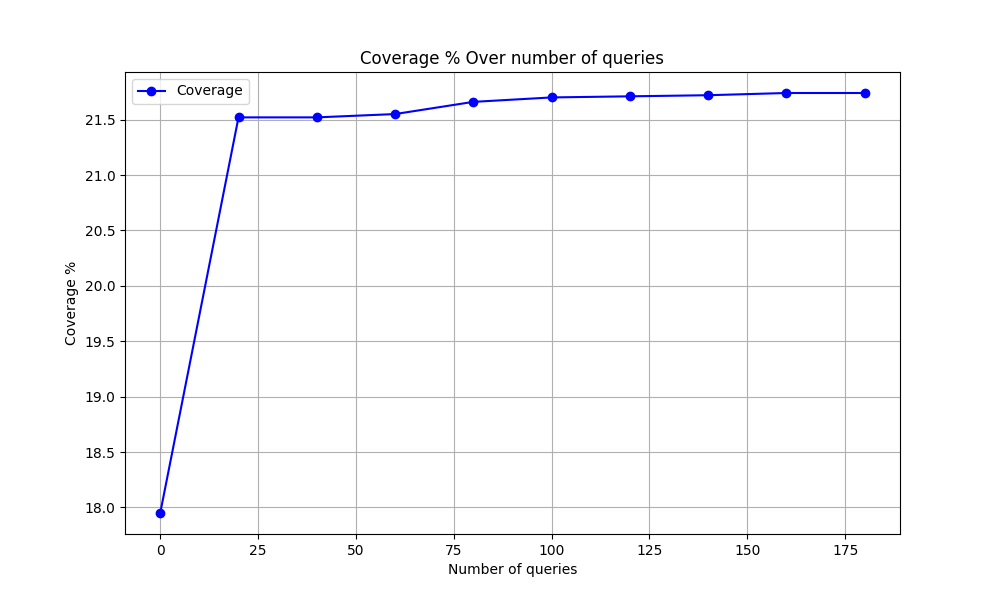 Coverage % Over number of queries
Coverage
21.5
21.0
20.5
20.0
19.5
19.0
18.5
18.0
Coverage %
0 25 50 75 100 125 150 175
Number of queries